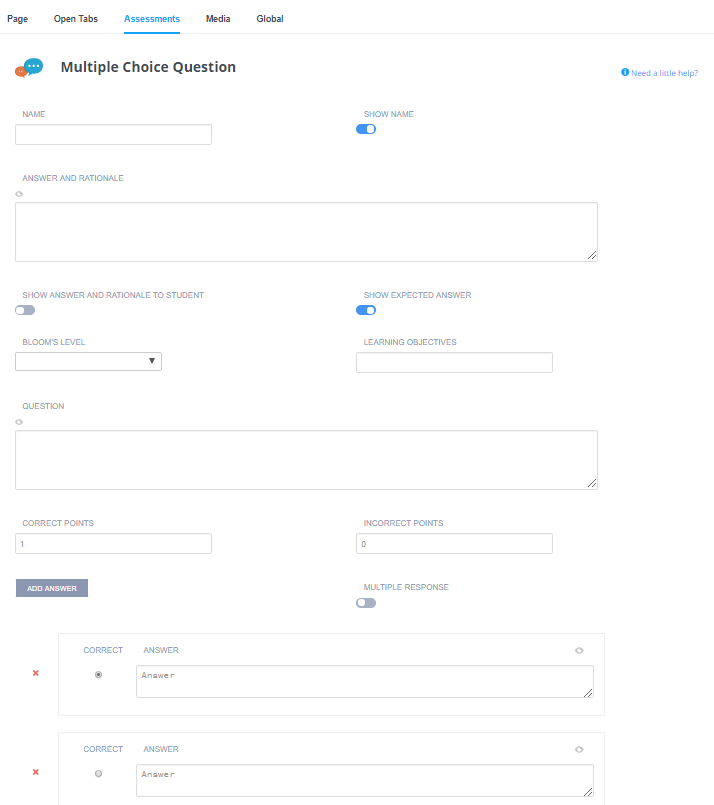 Page Open Tabs Assessments Media Global
Multiple Choice Question
Need a little help?
NAME SHOW NAME
ANSWER AND RATIONALE
SHOW ANSWER AND RATIONALE TO STUDENT SHOW EXPECTED ANSWER
BLOOM'S LEVEL LEARNING OBJECTIVES
QUESTION
CORRECT POINTS INCORRECT POINTS
1 0
ADD ANSWER MULTIPLE RESPONSE
CORRECT ANSWER
Answer
CORRECT ANSWER
Answer